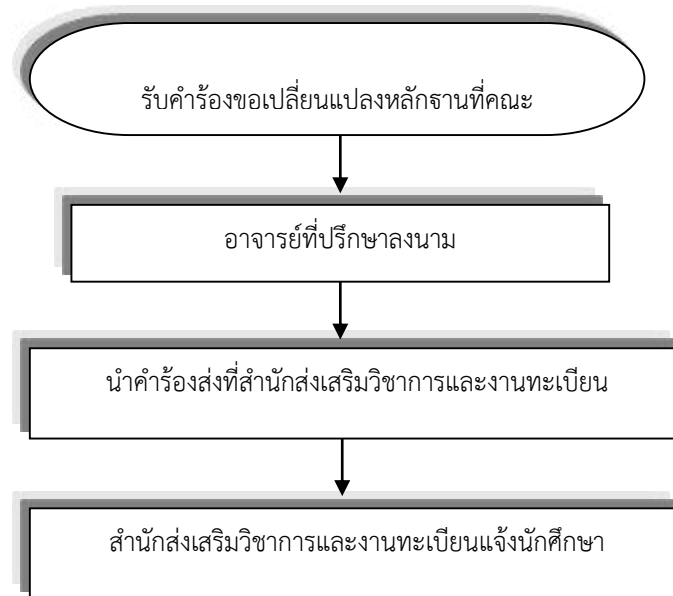 รับคำร้องขอเปลี่ยนแปลงหลักฐานที่คณะ
อาจารย์ที่ปรึกษาลงนาม
นำคำร้องส่งที่สำนักส่งเสริมวิชาการและงานทะเบียน
สำนักส่งเสริมวิชาการและงานทะเบียนแจ้งนักศึกษา